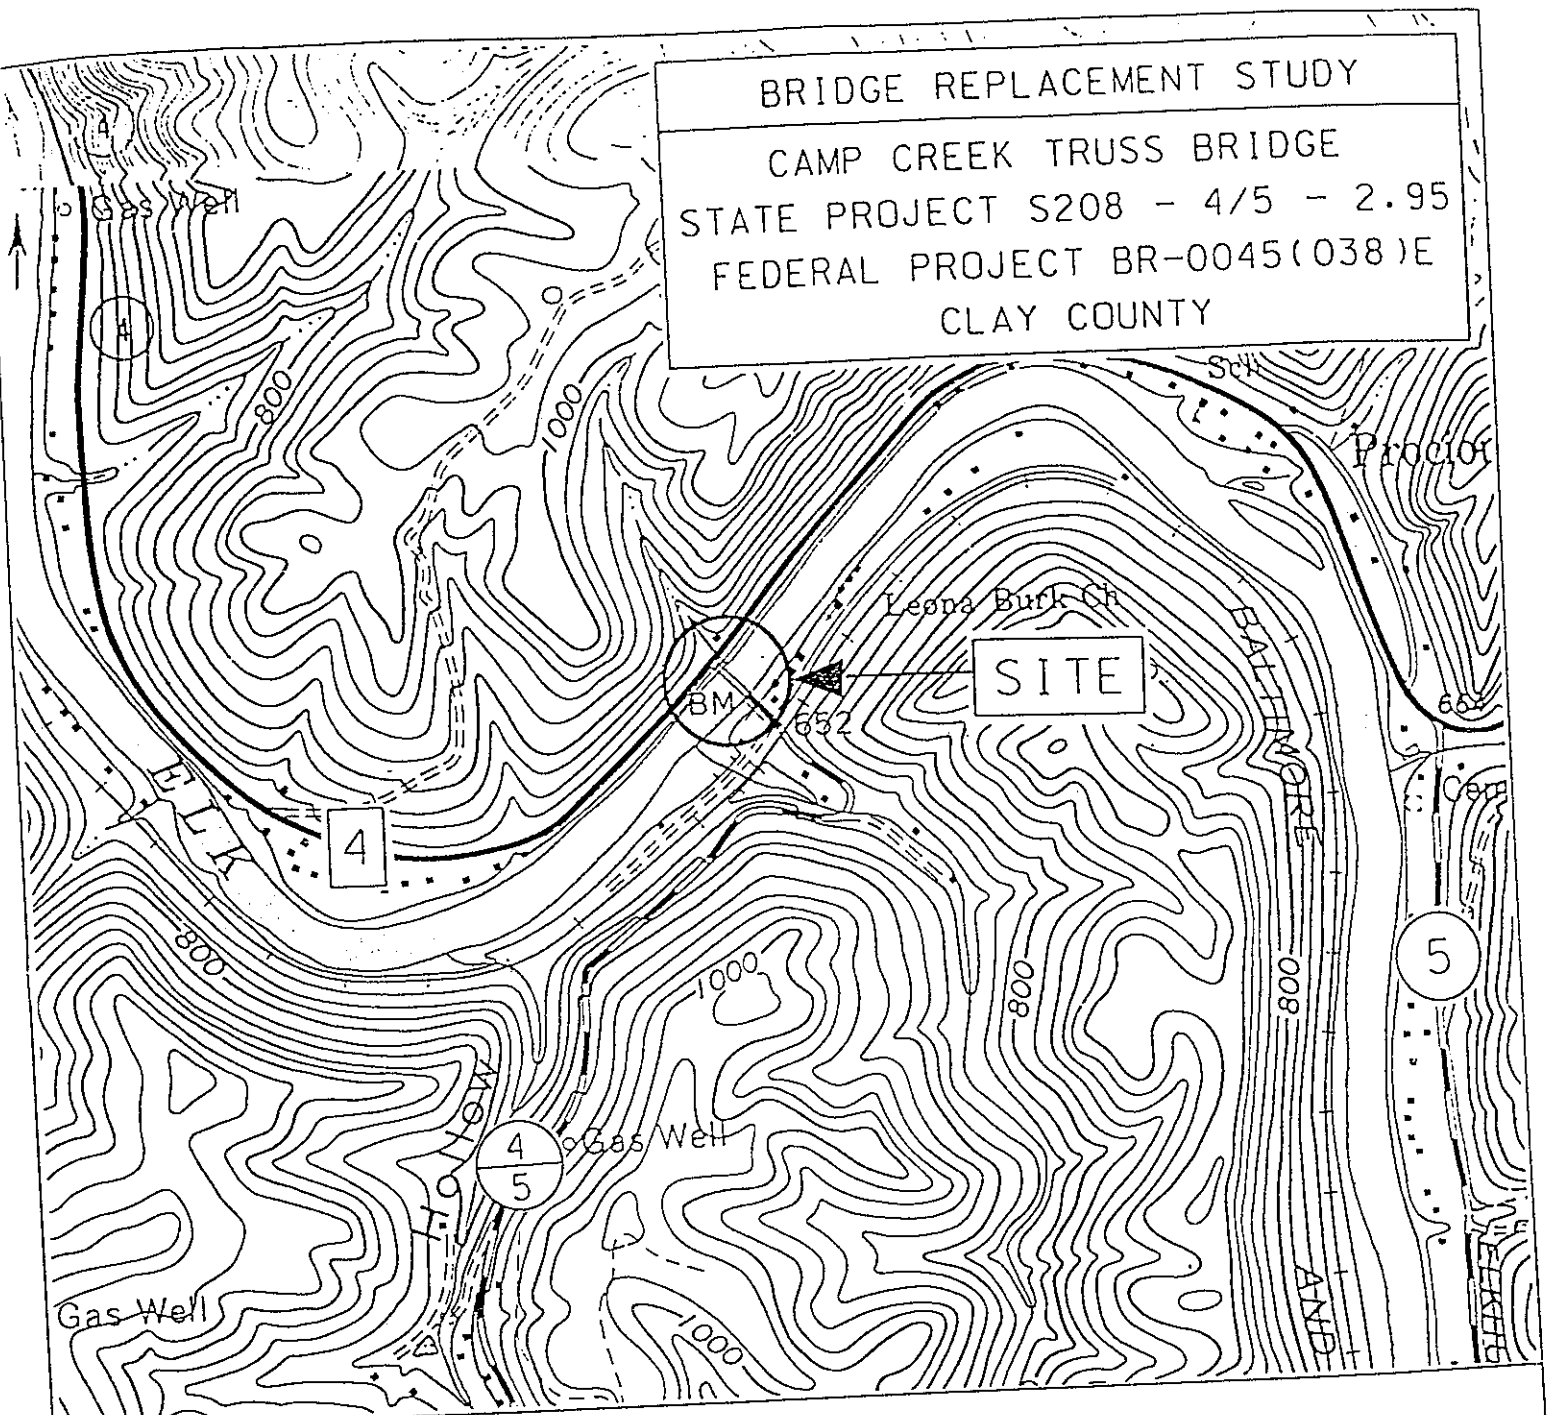 BRIDGE REPLACEMENT STUDY
CAMP CREEK TRUSS BRIDGE
STATE PROJECT S208 - 4/5 - 2.95
FEDERAL PROJECT BR-0045(038)E
CLAY COUNTY
Gas Well
4
800
1000
Sch
Leona Burk Ch
SITE
BM
652
BALTIMORE
ELK
4
Cem
800
1000
800
800
5
HOLLOW
4
5
Gas Well
Gas Well
1000
AND